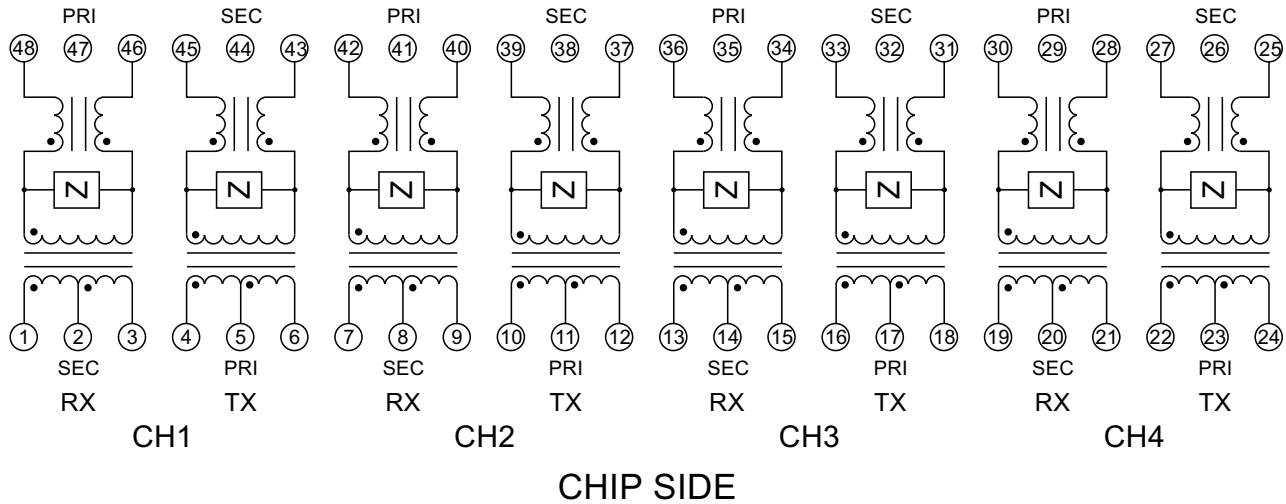 PRI SEC PRI SEC PRI SEC PRI SEC
48 47 46 45 44 43 42 41 40 39 38 37 36 35 34 33 32 31 30 29 28 27 26 25
Z Z Z Z Z Z Z Z
1 2 3 4 5 6 7 8 9 10 11 12 13 14 15 16 17 18 19 20 21 22 23 24
SEC PRI SEC PRI SEC PRI SEC PRI
RX TX RX TX RX TX RX TX
CH1 CH2 CH3 CH4
CHIP SIDE